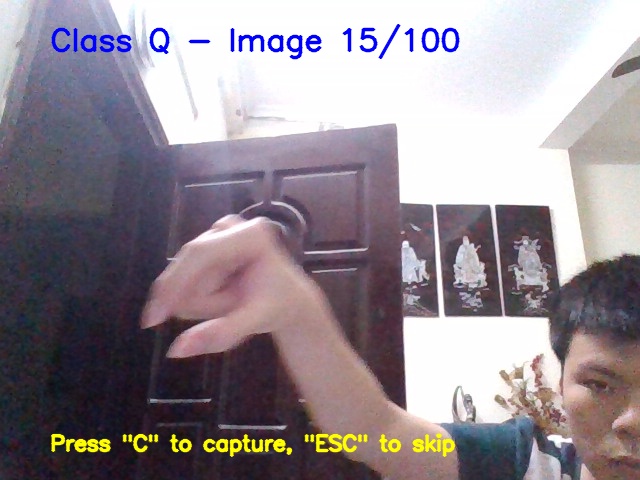 Class Q - Image 15/100
Press "C" to capture, "ESC" to skip